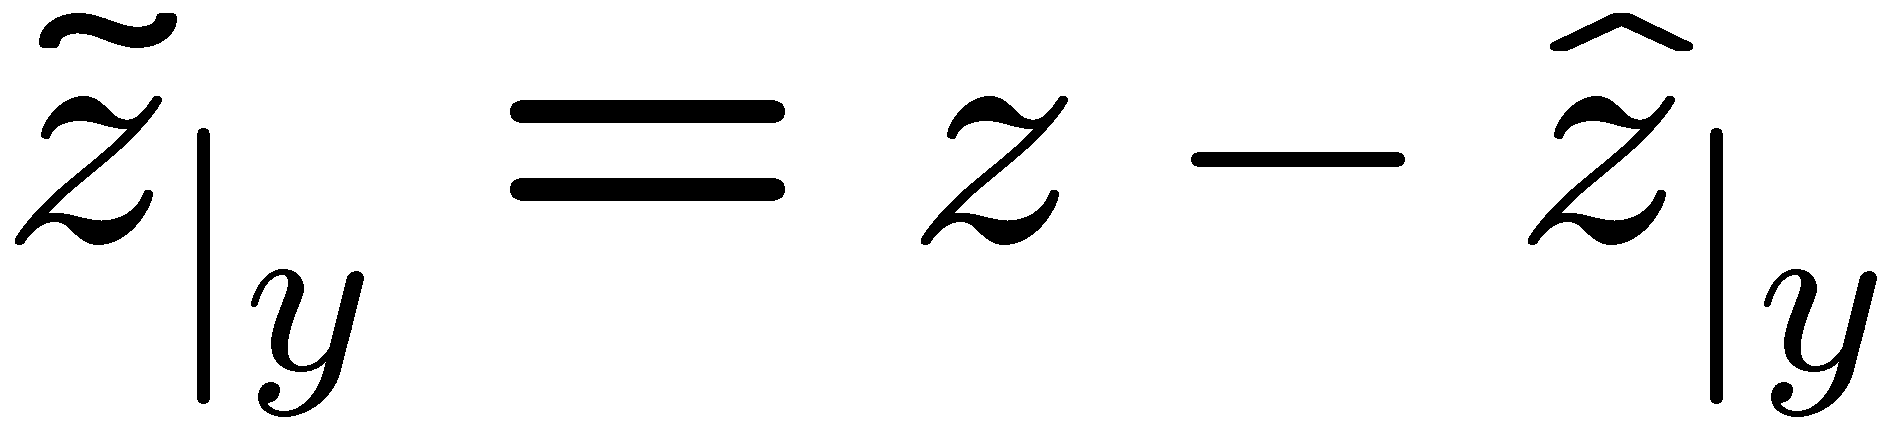 z̃|y = z − ẑ|y